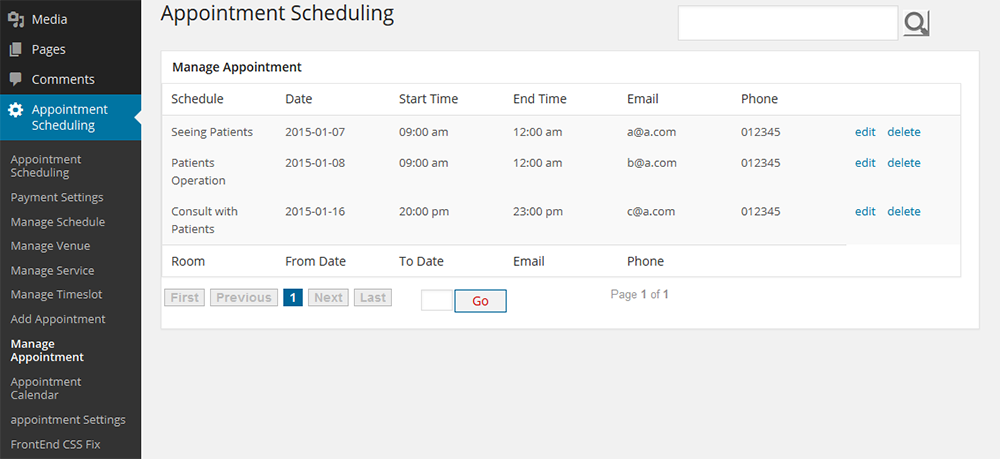 Media
Pages
Comments
Appointment
Scheduling
Appointment
Scheduling
Payment Settings
Manage Schedule
Manage Venue
Manage Service
Manage Timeslot
Add Appointment
Manage
Appointment
Appointment
Calendar
appointment Settings
FrontEnd CSS Fix
Appointment Scheduling
Manage Appointment
Schedule Date Start Time End Time Email Phone
Seeing Patients 2015-01-07 09:00 am 12:00 am a@a.com 012345 edit delete
Patients 2015-01-08 09:00 am 12:00 am b@a.com 012345 edit delete
Operation
Consult with 2015-01-16 20:00 pm 23:00 pm c@a.com 012345 edit delete
Patients
Room From Date To Date Email Phone
First Previous 1 Next Last Go Page 1 of 1